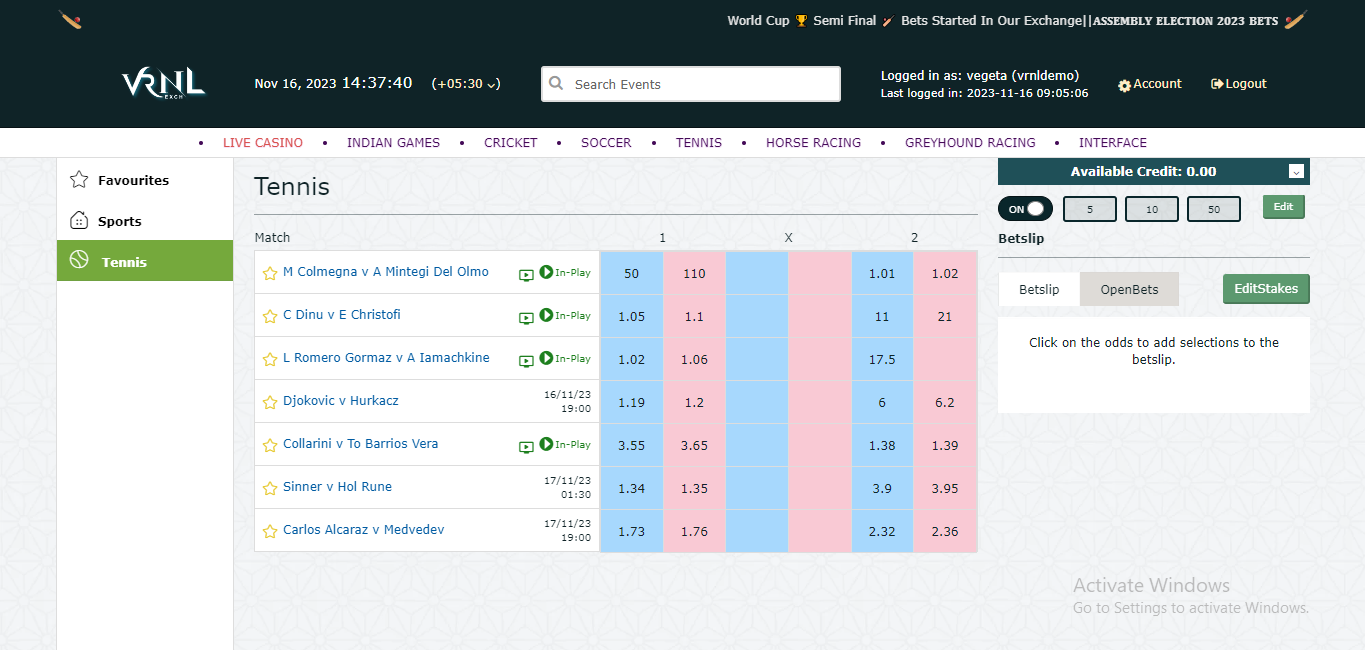 World Cup 🏆 Semi Final 🏏 Bets Started In Our Exchange||ASSEMBLY ELECTION 2023 BETS
VRNL
EXCH
Nov 16, 2023 14:37:40 (+05:30)
Search Events
Logged in as: vegeta (vrnldemo)
Last logged in: 2023-11-16 09:05:06
Account
Logout
• LIVE CASINO • INDIAN GAMES • CRICKET • SOCCER • TENNIS • HORSE RACING • GREYHOUND RACING • INTERFACE
Favourites
Sports
Tennis
Tennis
Match 1 X 2
M Colmegna v A Mintegi Del Olmo In-Play 50 110 1.01 1.02
C Dinu v E Christofi In-Play 1.05 1.1 11 21
L Romero Gormaz v A Iamachkine In-Play 1.02 1.06 17.5
Djokovic v Hurkacz 16/11/23
19:00 1.19 1.2 6 6.2
Collarini v To Barrios Vera In-Play 3.55 3.65 1.38 1.39
Sinner v Hol Rune 17/11/23
01:30 1.34 1.35 3.9 3.95
Carlos Alcaraz v Medvedev 17/11/23
19:00 1.73 1.76 2.32 2.36
Available Credit: 0.00
ON 5 10 50 Edit
Betslip
Betslip OpenBets EditStakes
Click on the odds to add selections to the
betslip.
Activate Windows
Go to Settings to activate Windows.